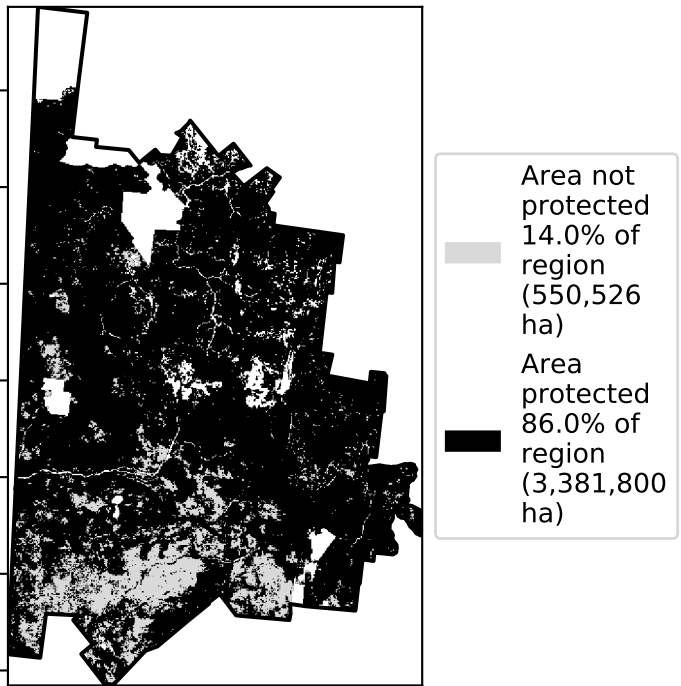 Area not
protected
14.0% of
region
(550,526
ha)
Area
protected
86.0% of
region
(3,381,800
ha)